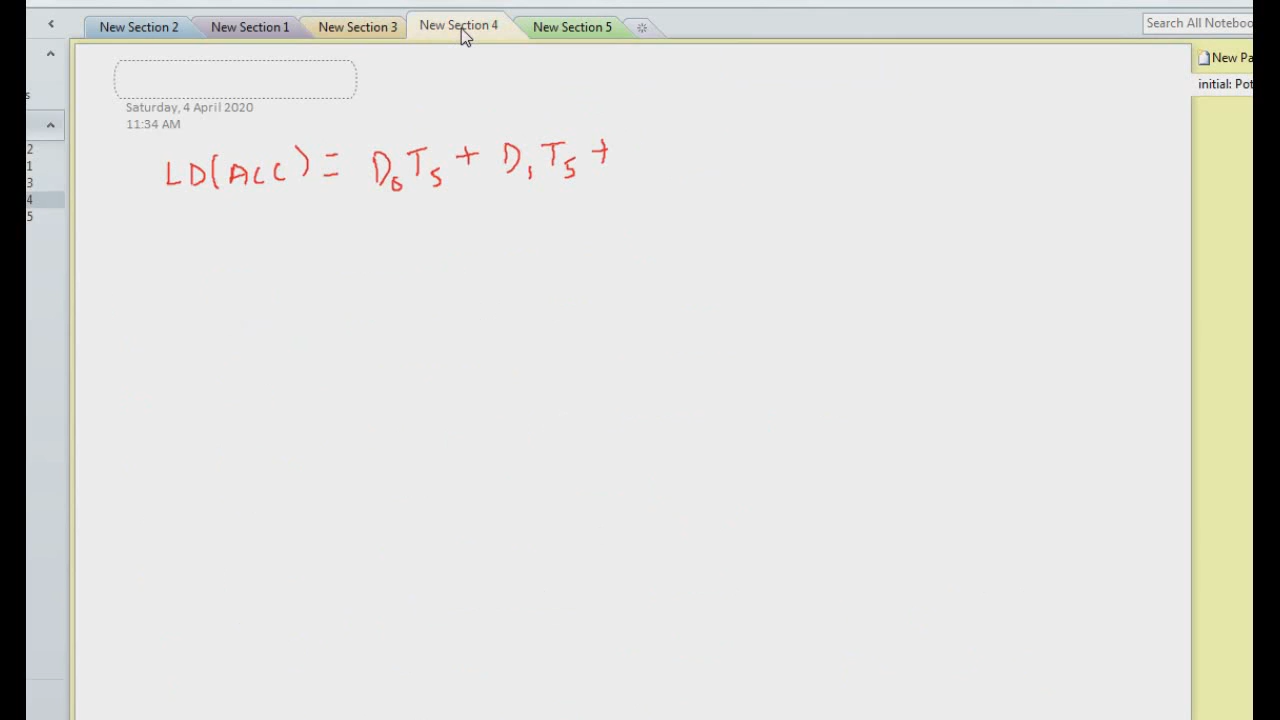 New Section 2 New Section 1 New Section 3 New Section 4 New Section 5
Search All Noteboo
New Pa
initial: Pot
s
2
1
3
4
5
Saturday, 4 April 2020
11:34 AM
LD(ACC) = D₀T₅ + D₁T₅ +